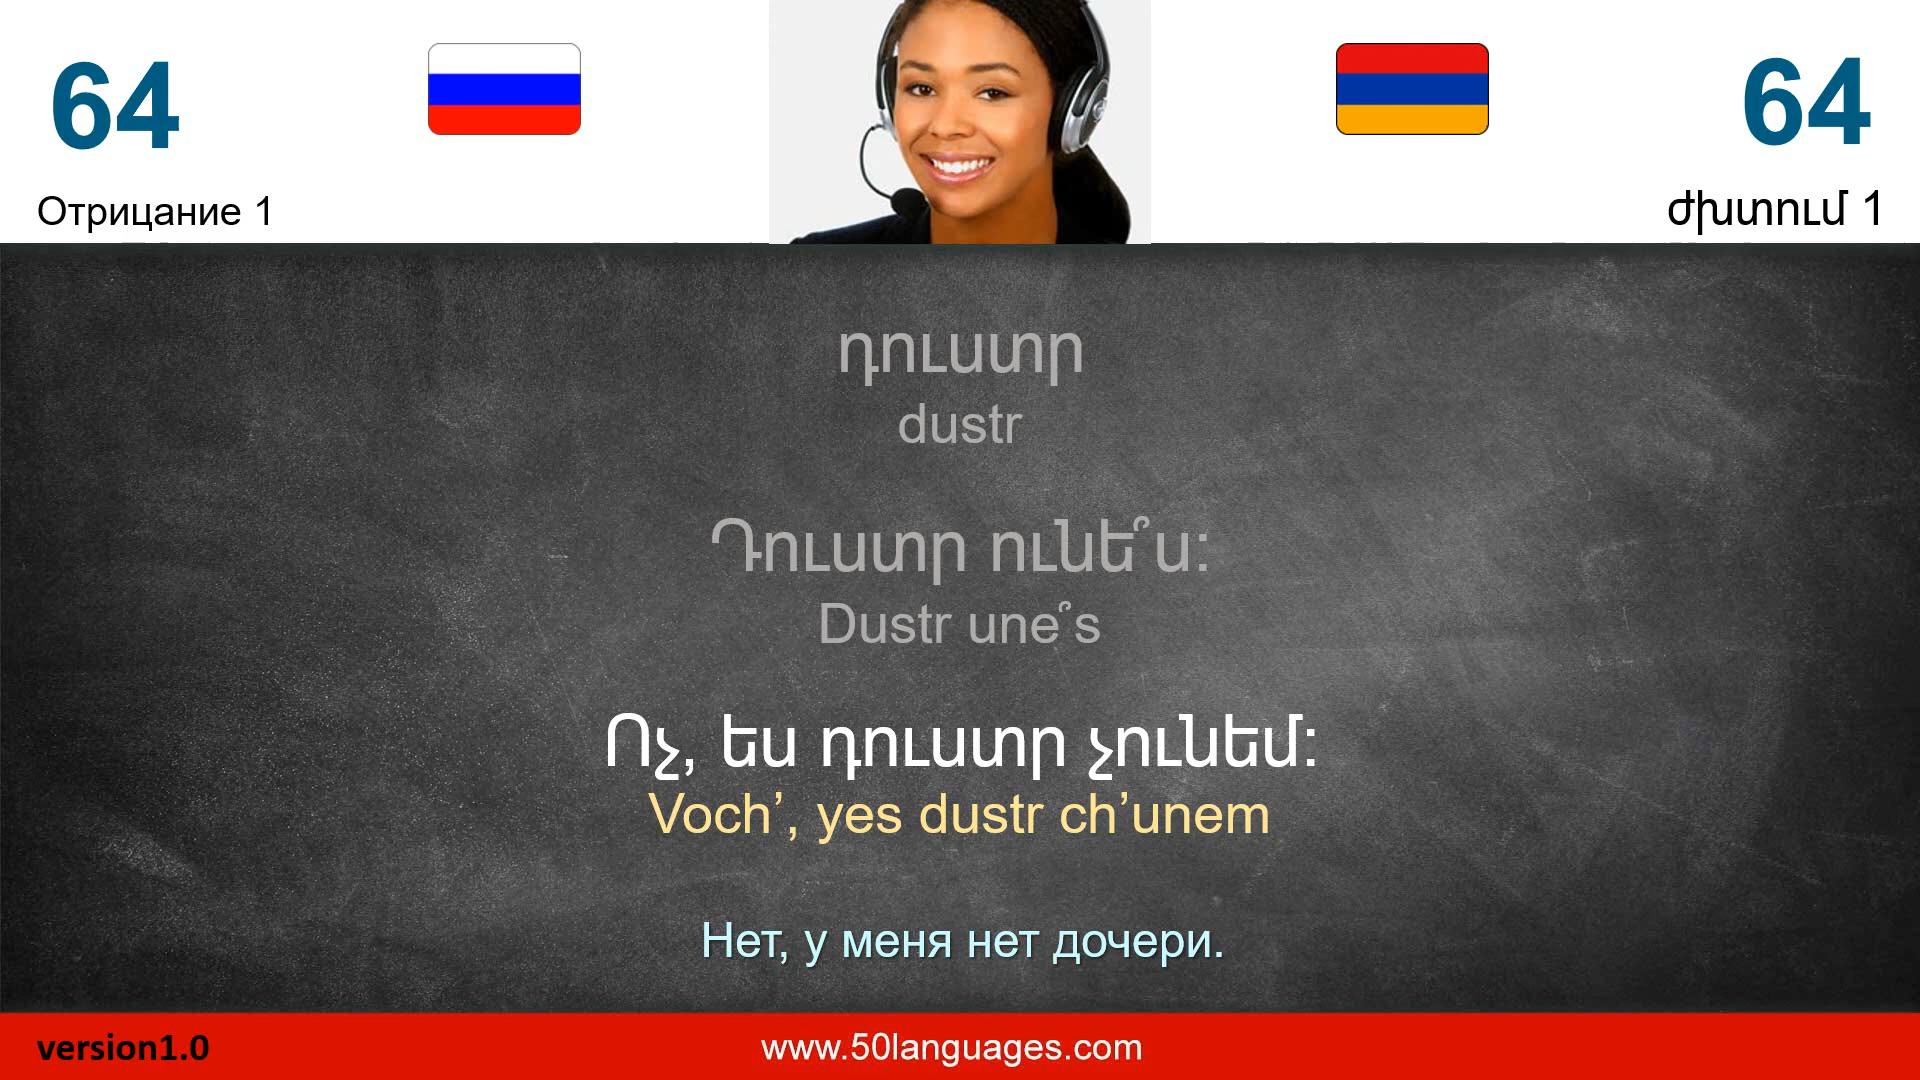 64
64
Отрицание 1
Ժխտում 1
դուստր
dustr
Դուստր ունե՞ս:
Dustr une՞s
Ոչ, ես դուստր չունեմ:
Voch’, yes dustr ch’unem
Нет, у меня нет дочери.
version1.0
www.50languages.com